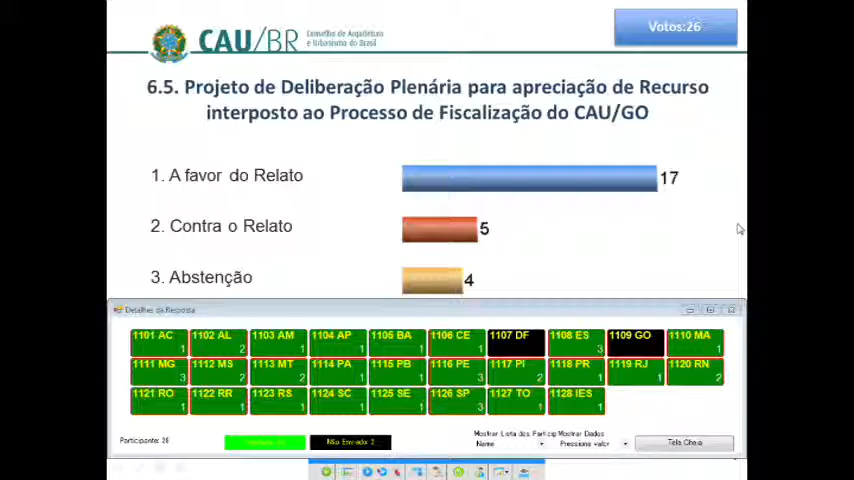 CAU/BR
Conselho de Arquitetura
e Urbanismo do Brasil
Votos:26
6.5. Projeto de Deliberação Plenária para apreciação de Recurso
interposto ao Processo de Fiscalização do CAU/GO
1. A favor do Relato
17
2. Contra o Relato
5
3. Abstenção
4
Detalhes da Resposta
1101 AC 1102 AL 1103 AM 1104 AP 1105 BA 1106 CE 1107 DF 1108 ES 1109 GO 1110 MA
1 2 1 1 1 1 3 1
1111 MG 1112 MS 1113 MT 1114 PA 1115 PB 1116 PE 1117 PI 1118 PR 1119 RJ 1120 RN
3 2 2 1 1 3 2 1 1 2
1121 RO 1122 RR 1123 RS 1124 SC 1125 SE 1126 SP 1127 TO 1128 IES
1 1 1 1 1 3 1 1
Participante: 28
Não Enviado 2
Mostrar Lista dos Particip Mostrar Dados
Name
Pressione valor
Tela Cheia